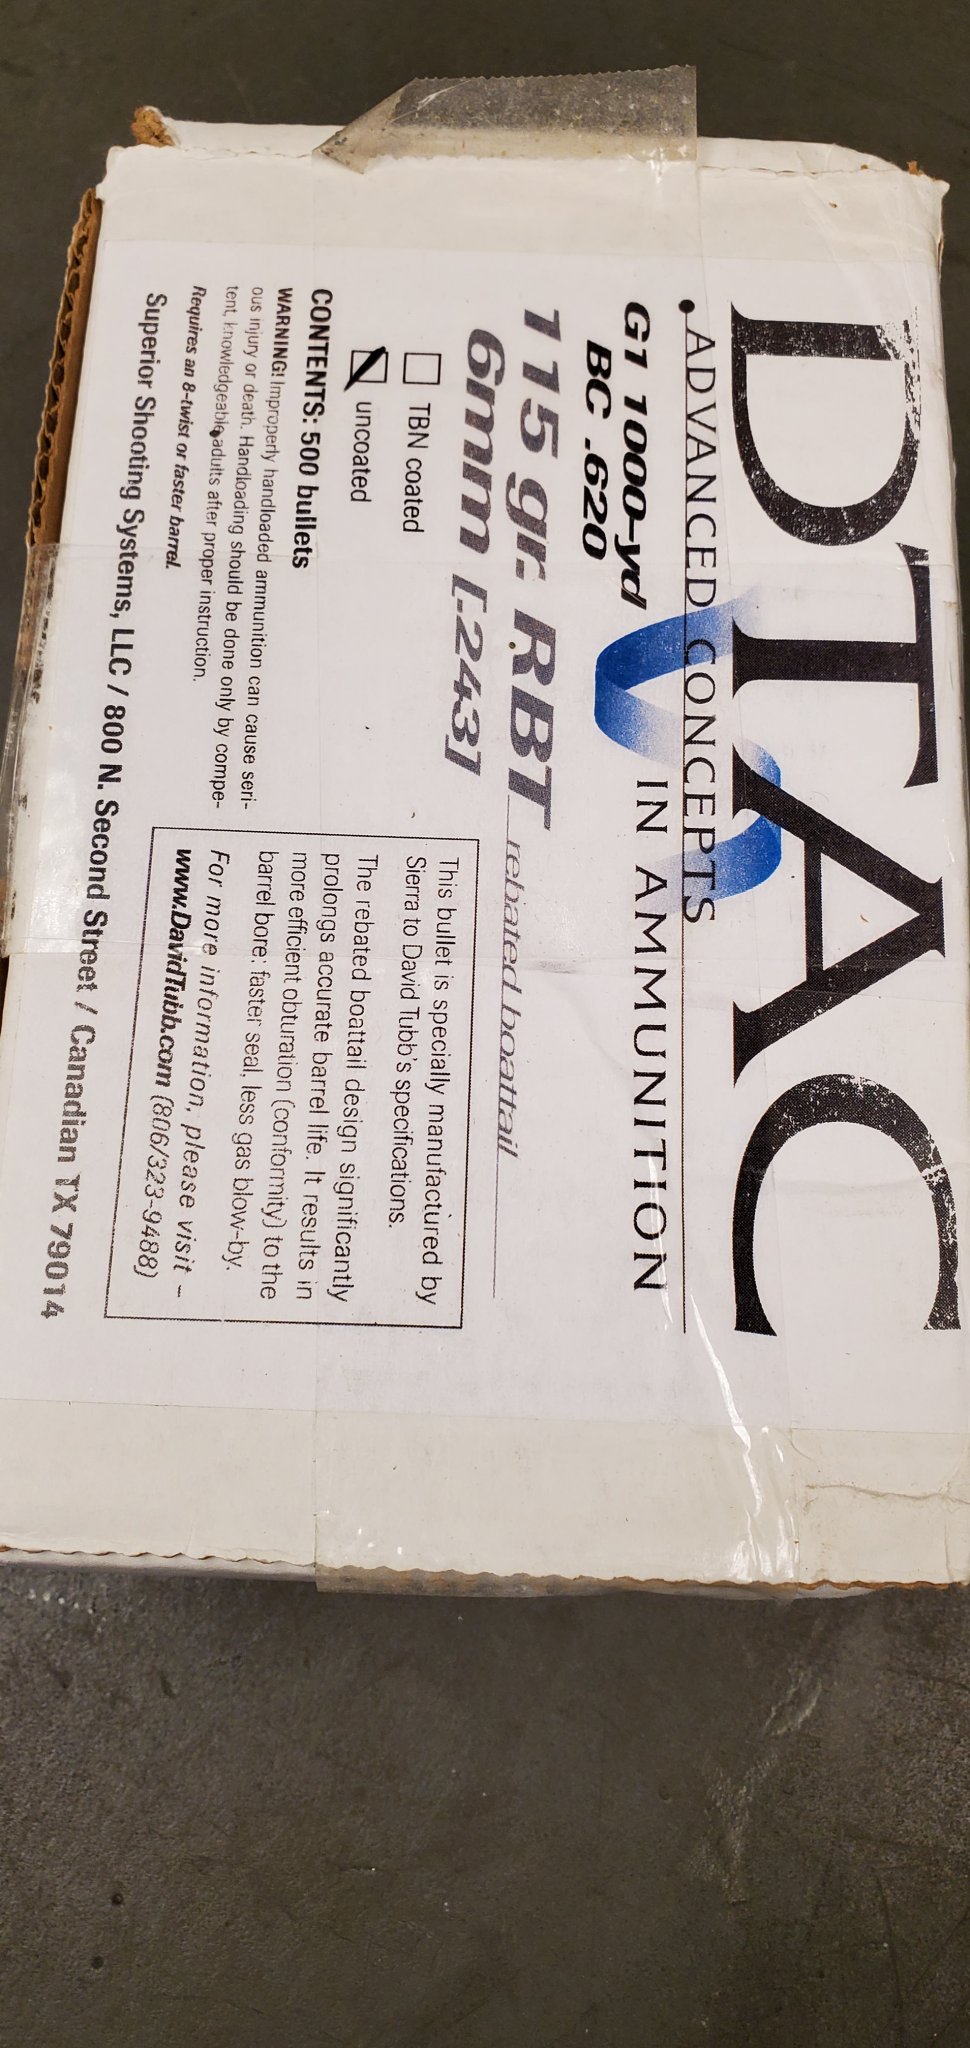 DTAC
ADVANCED CONCEPTS
IN AMMUNITION
G1 1000-yd
BC .620
115 gr. RBT rebated boattail
6mm [.243]
TBN coated
uncoated
CONTENTS: 500 bullets
WARNING! Improperly handloaded ammunition can cause seri-
ous injury or death. Handloading should be done only by compe-
tent, knowledgeable adults after proper instruction.
Requires an 8-twist or faster barrel.
This bullet is specially manufactured by
Sierra to David Tubb's specifications.
The rebated boattail design significantly
prolongs accurate barrel life. It results in
more efficient obturation (conformity) to the
barrel bore: faster seal, less gas blow-by.
For more information, please visit –
www.DavidTubb.com (806/323-9488)
Superior Shooting Systems, LLC / 800 N. Second Street / Canadian TX 79014